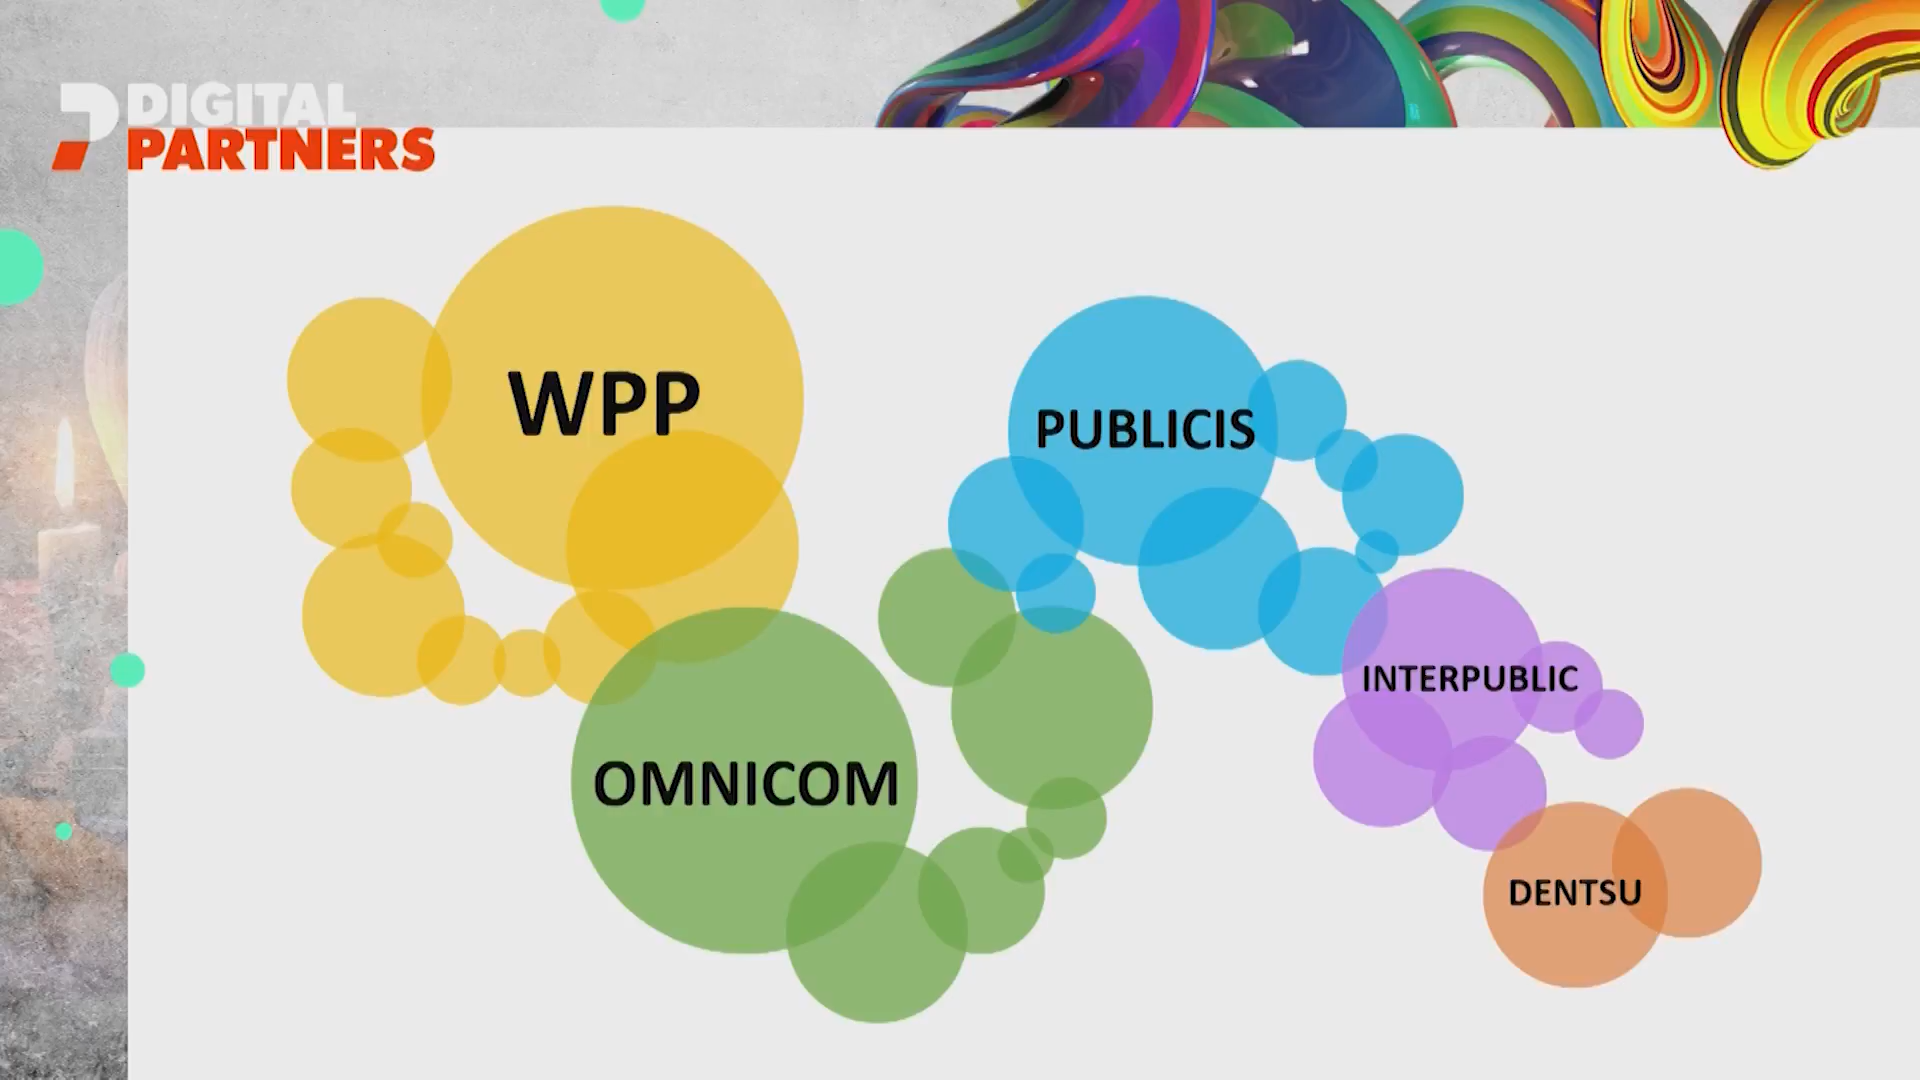 DIGITAL
PARTNERS
WPP
PUBLICIS
INTERPUBLIC
OMNICOM
DENTSU